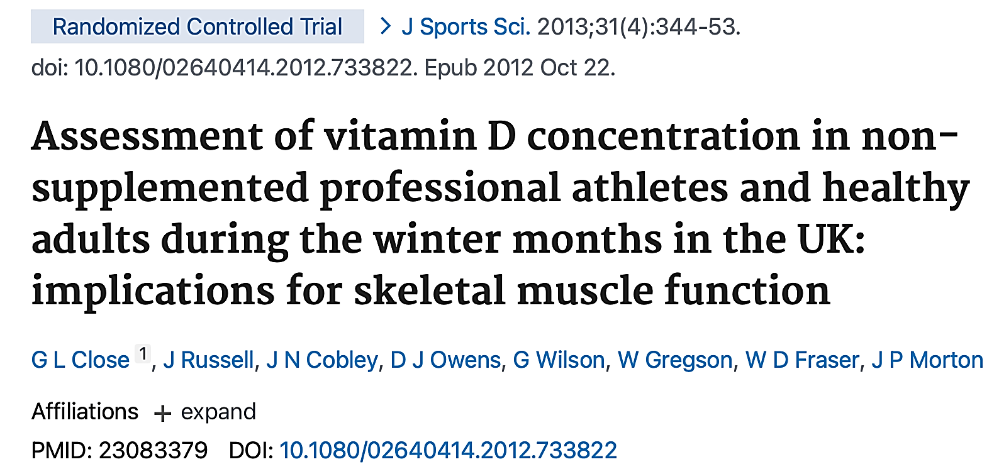 Randomized Controlled Trial > J Sports Sci. 2013;31(4):344-53.
doi: 10.1080/02640414.2012.733822. Epub 2012 Oct 22.
Assessment of vitamin D concentration in non-
supplemented professional athletes and healthy
adults during the winter months in the UK:
implications for skeletal muscle function
G L Close 1, J Russell, J N Cobley, D J Owens, G Wilson, W Gregson, W D Fraser, J P Morton
Affiliations + expand
PMID: 23083379 DOI: 10.1080/02640414.2012.733822